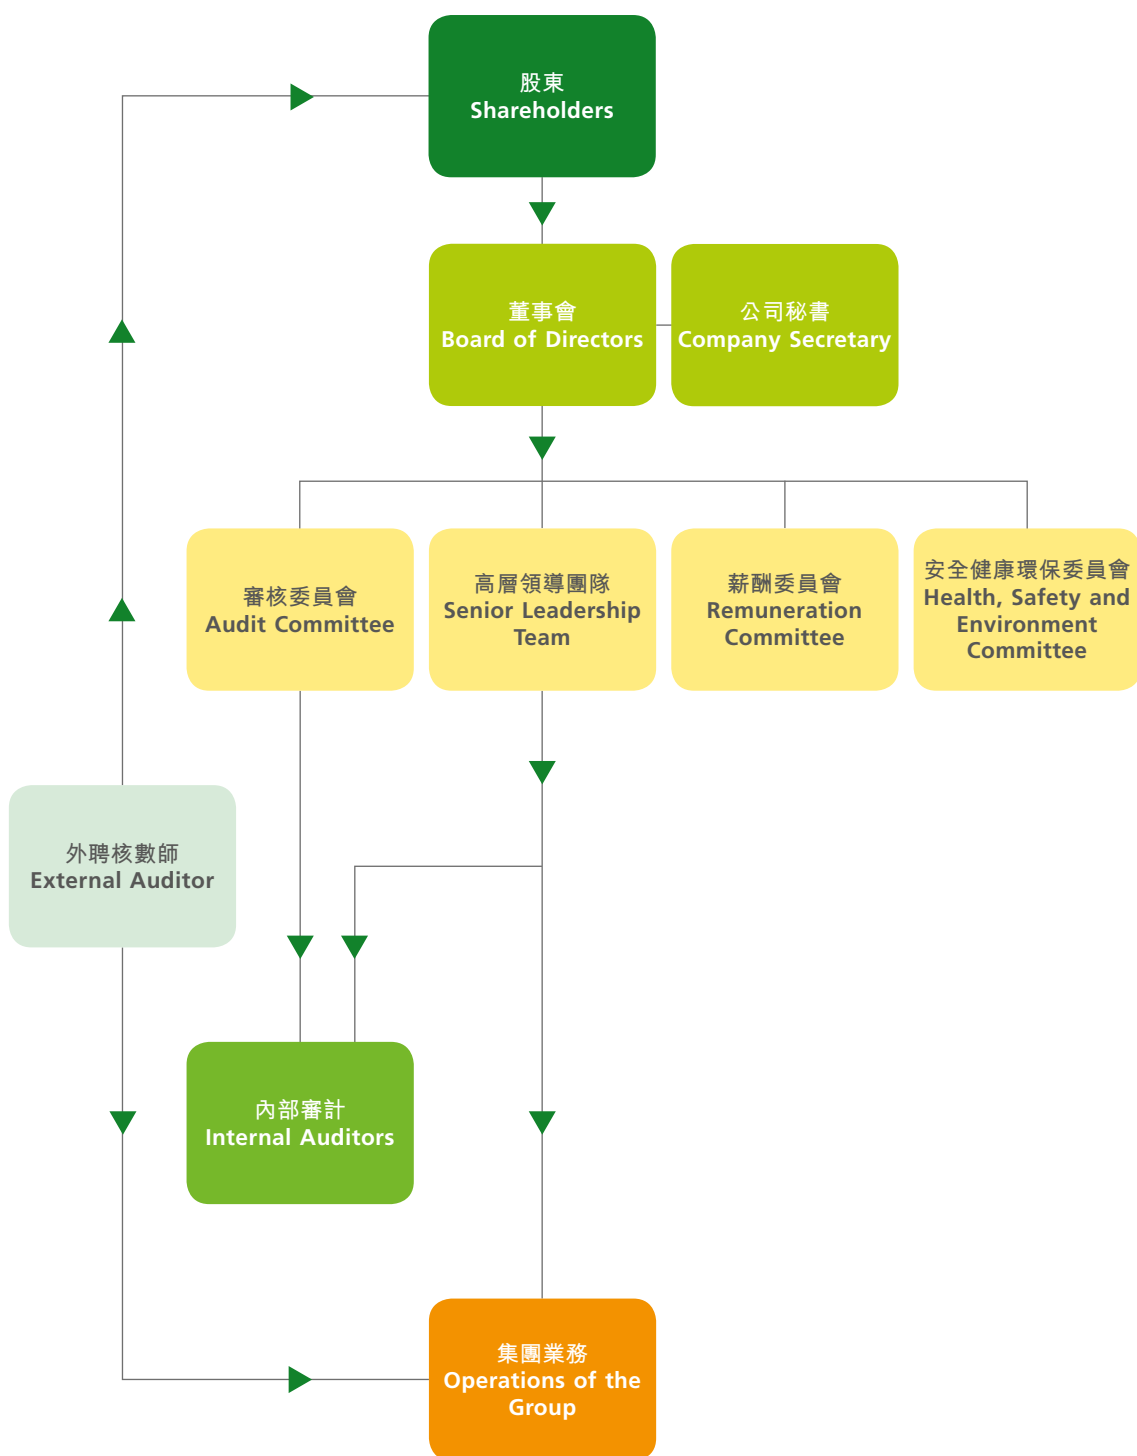 股東
Shareholders
董事會
Board of Directors
公司秘書
Company Secretary
審核委員會
Audit Committee
高層領導團隊
Senior Leadership
Team
薪酬委員會
Remuneration
Committee
安全健康環保委員會
Health, Safety and
Environment
Committee
外聘核數師
External Auditor
內部審計
Internal Auditors
集團業務
Operations of the
Group